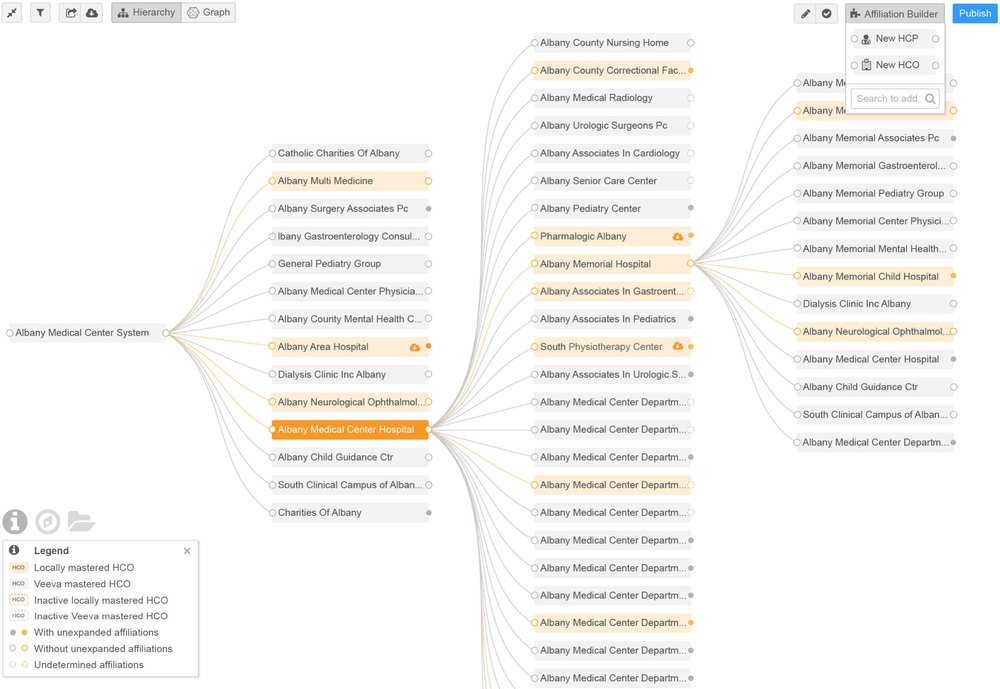 Hierarchy
Graph
Affiliation Builder
Publish
New HCP
New HCO
Search to add
Albany Medical Center System
Catholic Charities Of Albany
Albany Multi Medicine
Albany Surgery Associates Pc
lbany Gastroenterology Consul...
General Pediatry Group
Albany Medical Center Physicia...
Albany County Mental Health C...
Albany Area Hospital
Dialysis Clinic Inc Albany
Albany Neurological Ophthalmol...
Albany Medical Center Hospital
Albany Child Guidance Ctr
South Clinical Campus of Alban...
Charities Of Albany
Albany County Nursing Home
Albany County Correctional Fac...
Albany Medical Radiology
Albany Urologic Surgeons Pc
Albany Associates In Cardiology
Albany Senior Care Center
Albany Pediatry Center
Pharmalogic Albany
Albany Memorial Hospital
Albany Associates In Gastroent...
Albany Associates In Pediatrics
South Physiotherapy Center
Albany Associates In Urologic S...
Albany Medical Center Departm...
Albany Medical Center Departm...
Albany Medical Center Departm...
Albany Medical Center Departm...
Albany Medical Center Departm...
Albany Medical Center Departm...
Albany Medical Center Departm...
Albany Medical Center Departm...
Albany Medical Center Departm...
Albany Medical Center Departm...
Albany Medical Center Departm...
Albany Me
Albany Me
Albany Memorial Associates Pc
Albany Memorial Gastroenterol...
Albany Memorial Pediatry Group
Albany Memorial Center Physici...
Albany Memorial Mental Health...
Albany Memorial Child Hospital
Dialysis Clinic Inc Albany
Albany Neurological Ophthalmol...
Albany Medical Center Hospital
Albany Child Guidance Ctr
South Clinical Campus of Alban...
Albany Medical Center Departm...
Legend
HCO Locally mastered HCO
HCO Veeva mastered HCO
HCO Inactive locally mastered HCO
HCO Inactive Veeva mastered HCO
With unexpanded affiliations
Without unexpanded affiliations
Undetermined affiliations